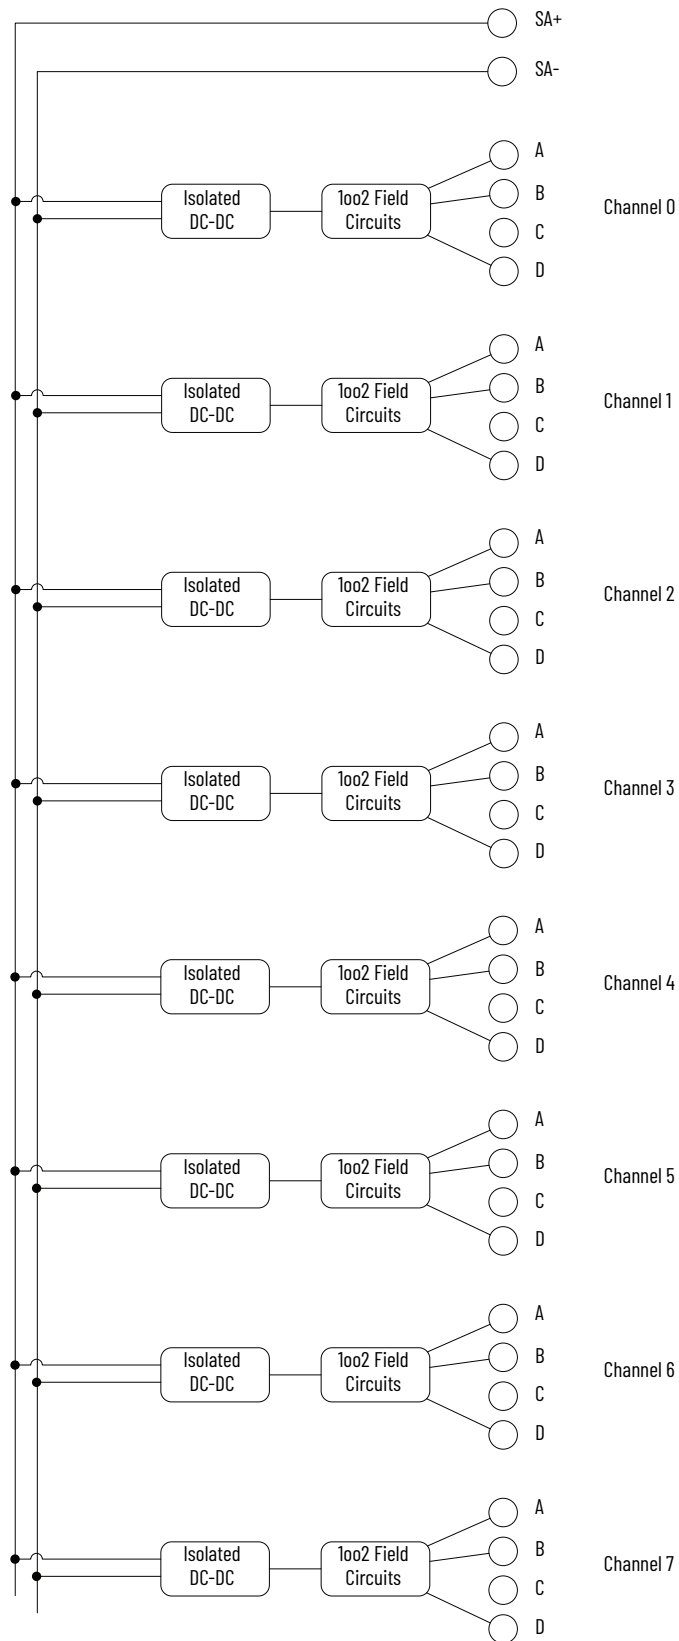 SA+
SA-
A
Isolated
DC-DC
1oo2 Field
Circuits
B
Channel 0
C
D
A
Isolated
DC-DC
1oo2 Field
Circuits
B
Channel 1
C
D
A
Isolated
DC-DC
1oo2 Field
Circuits
B
Channel 2
C
D
A
Isolated
DC-DC
1oo2 Field
Circuits
B
Channel 3
C
D
A
Isolated
DC-DC
1oo2 Field
Circuits
B
Channel 4
C
D
A
Isolated
DC-DC
1oo2 Field
Circuits
B
Channel 5
C
D
A
Isolated
DC-DC
1oo2 Field
Circuits
B
Channel 6
C
D
A
Isolated
DC-DC
1oo2 Field
Circuits
B
Channel 7
C
D